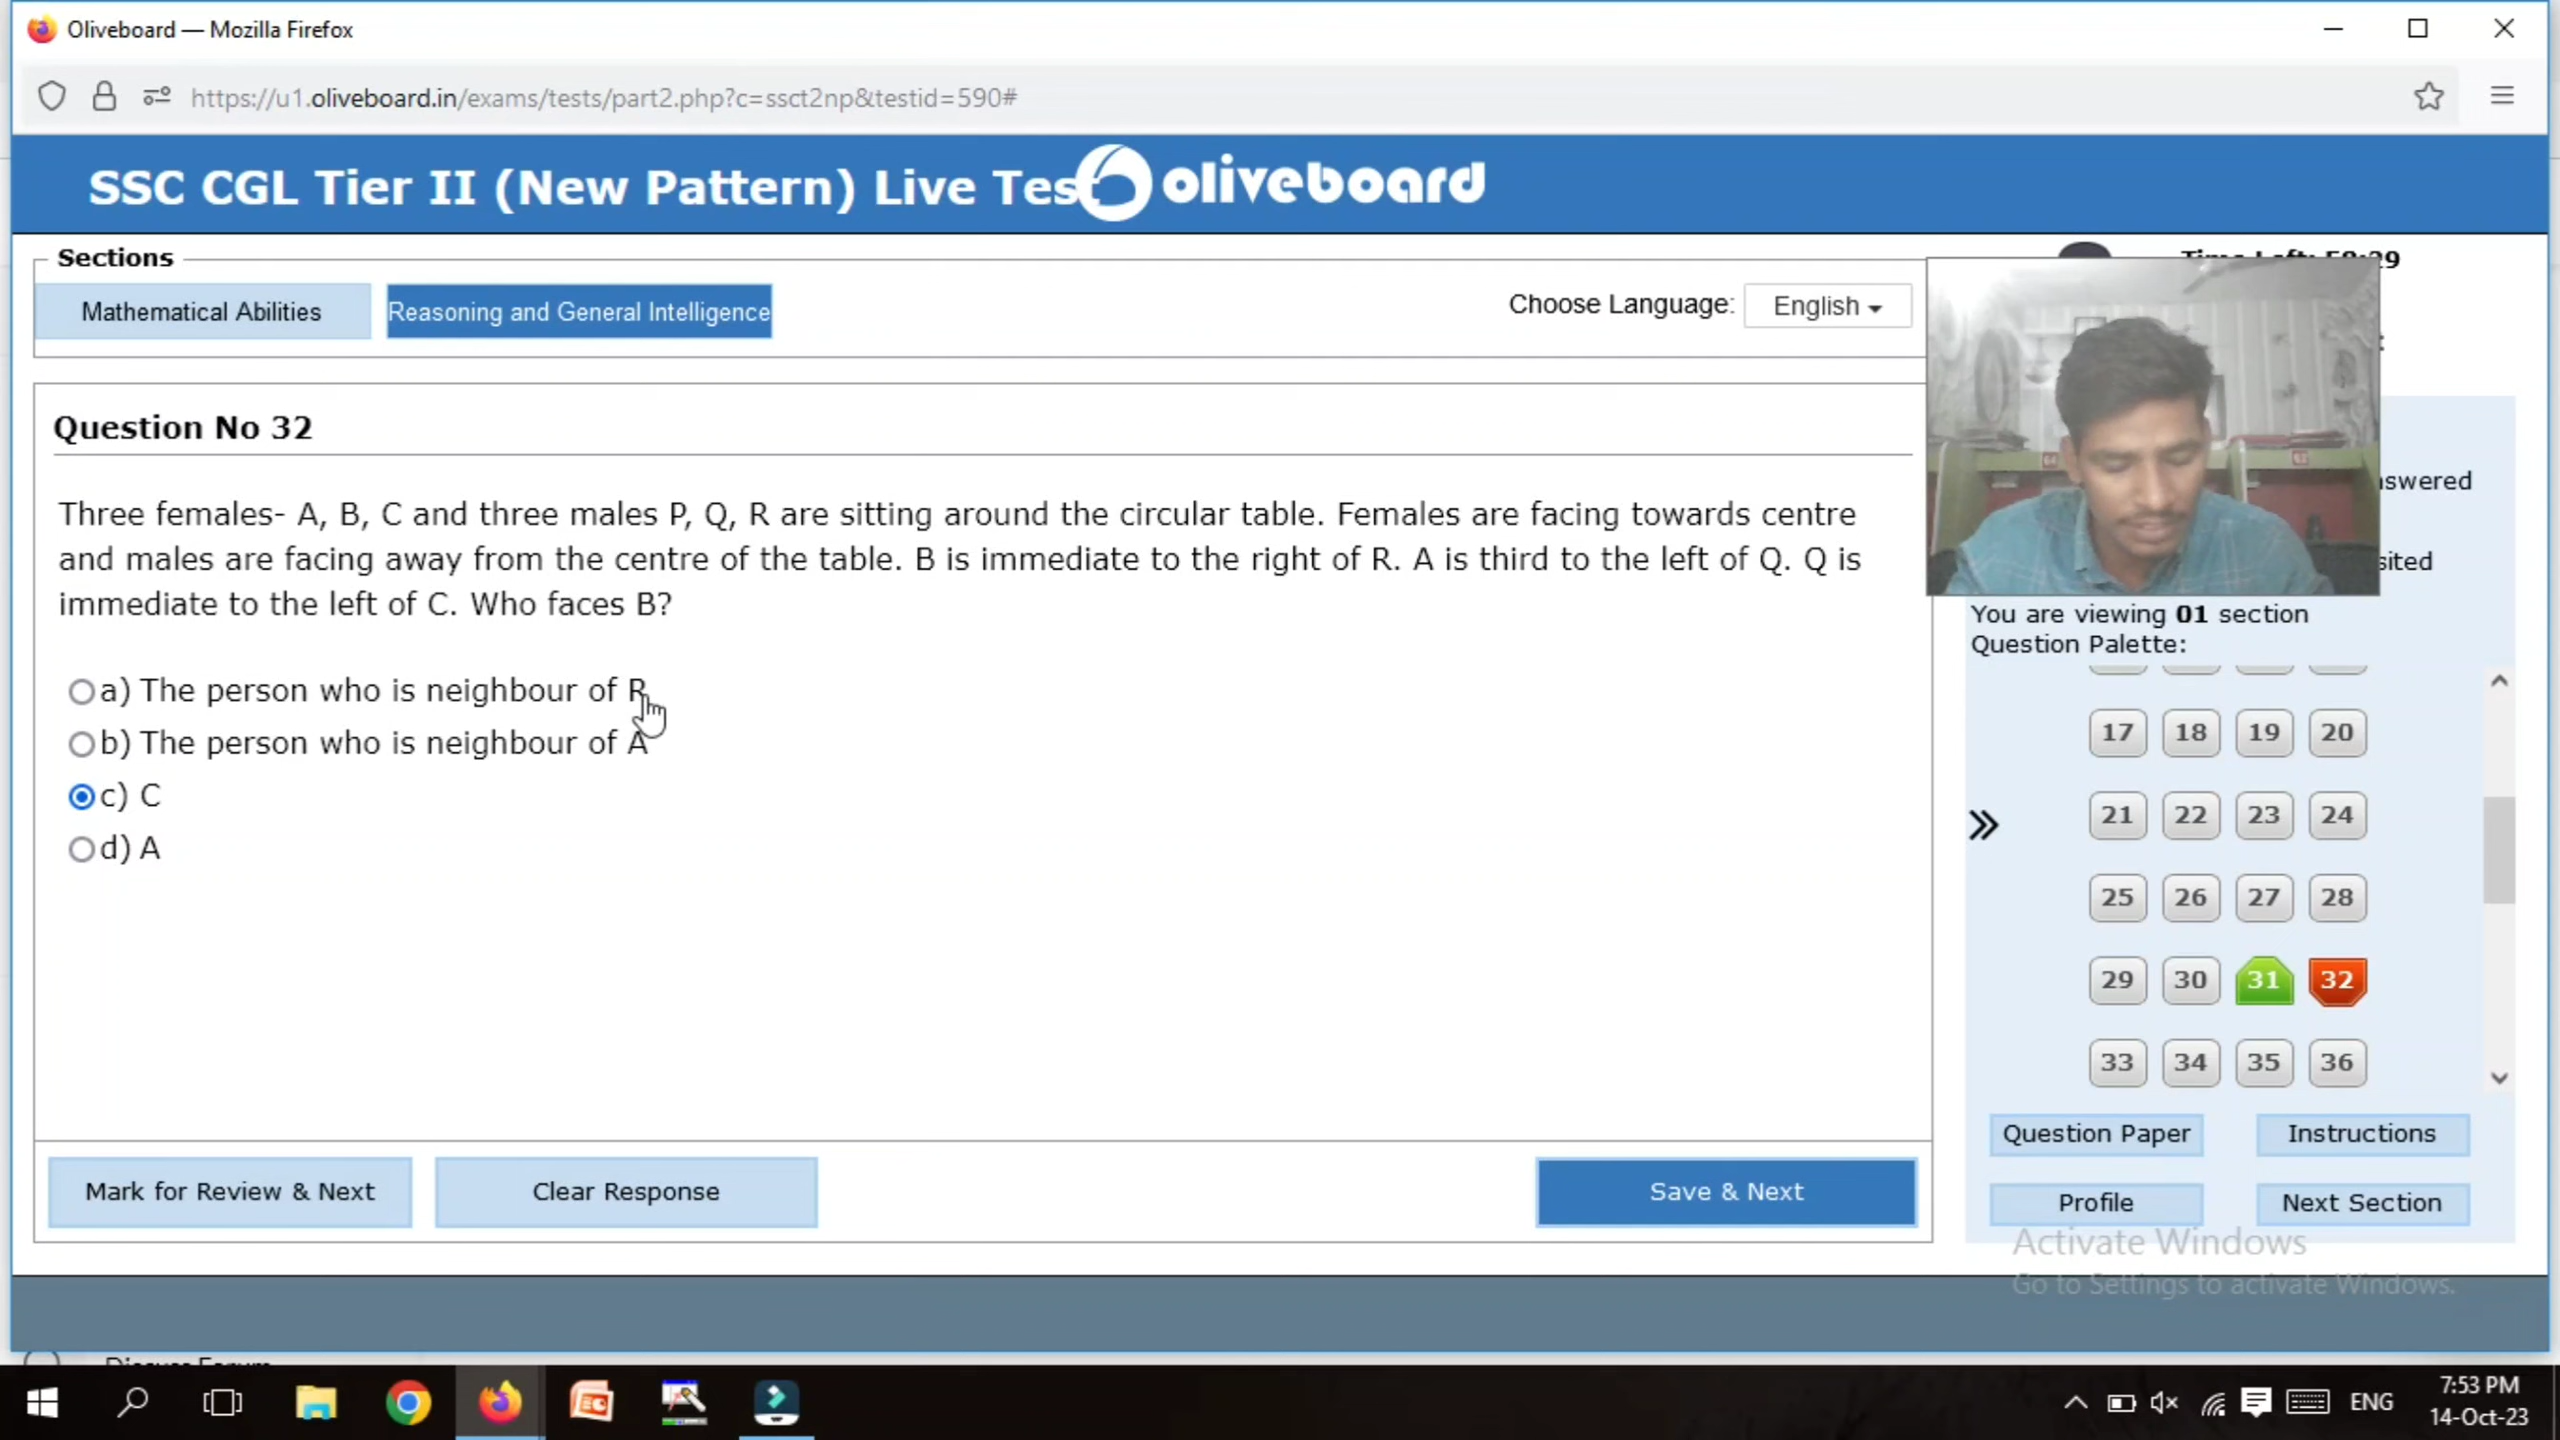 Oliveboard — Mozilla Firefox
https://u1.oliveboard.in/exams/tests/part2.php?c=ssct2np&testid=590#
SSC CGL Tier II (New Pattern) Live Tes
oliveboard
Sections
Mathematical Abilities
Reasoning and General Intelligence
Choose Language:
English
Question No 32
Three females- A, B, C and three males P, Q, R are sitting around the circular table. Females are facing towards centre
and males are facing away from the centre of the table. B is immediate to the right of R. A is third to the left of Q. Q is
immediate to the left of C. Who faces B?
a) The person who is neighbour of R
b) The person who is neighbour of A
c) C
d) A
Mark for Review & Next
Clear Response
Save & Next
You are viewing 01 section
Question Palette:
17 18 19 20
21 22 23 24
25 26 27 28
29 30 31 32
33 34 35 36
Question Paper
Instructions
Profile
Next Section
Activate Windows
Go to Settings to activate Windows.
ENG
7:53 PM
14-Oct-23